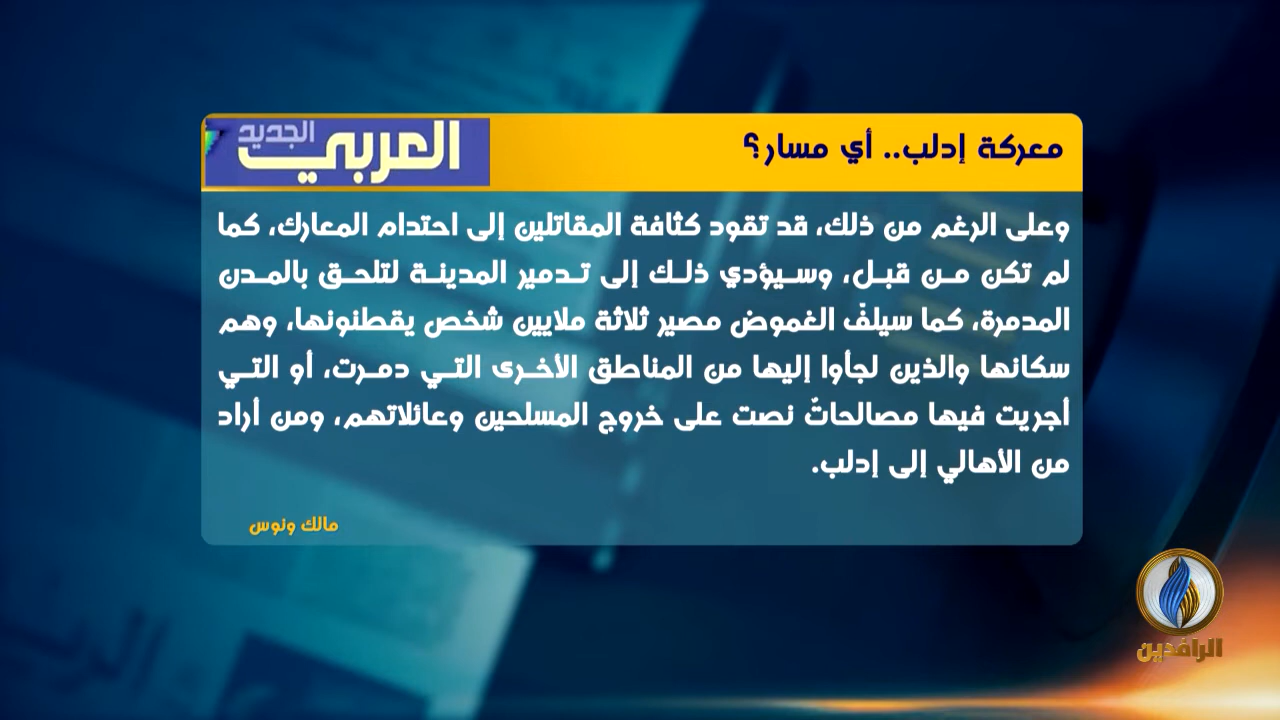 معركة إدلب.. أي مسار؟
العربي الجديد
وعلى الرغم من ذلك، قد تقود كثافة المقاتلين إلى احتدام المعارك، كما
لم تكن من قبل، وسيؤدي ذلك إلى تدمير المدينة لتلحق بالمدن
المدمرة، كما سيلفّ الغموض مصير ثلاثة ملايين شخص يقطنونها، وهم
سكانها والذين لجأوا إليها من المناطق الأخرى التي دمرت، أو التي
أجريت فيها مصالحاتٌ نصت على خروج المسلحين وعائلاتهم، ومن أراد
من الأهالي إلى إدلب.
مالك ونوس
الرافدين